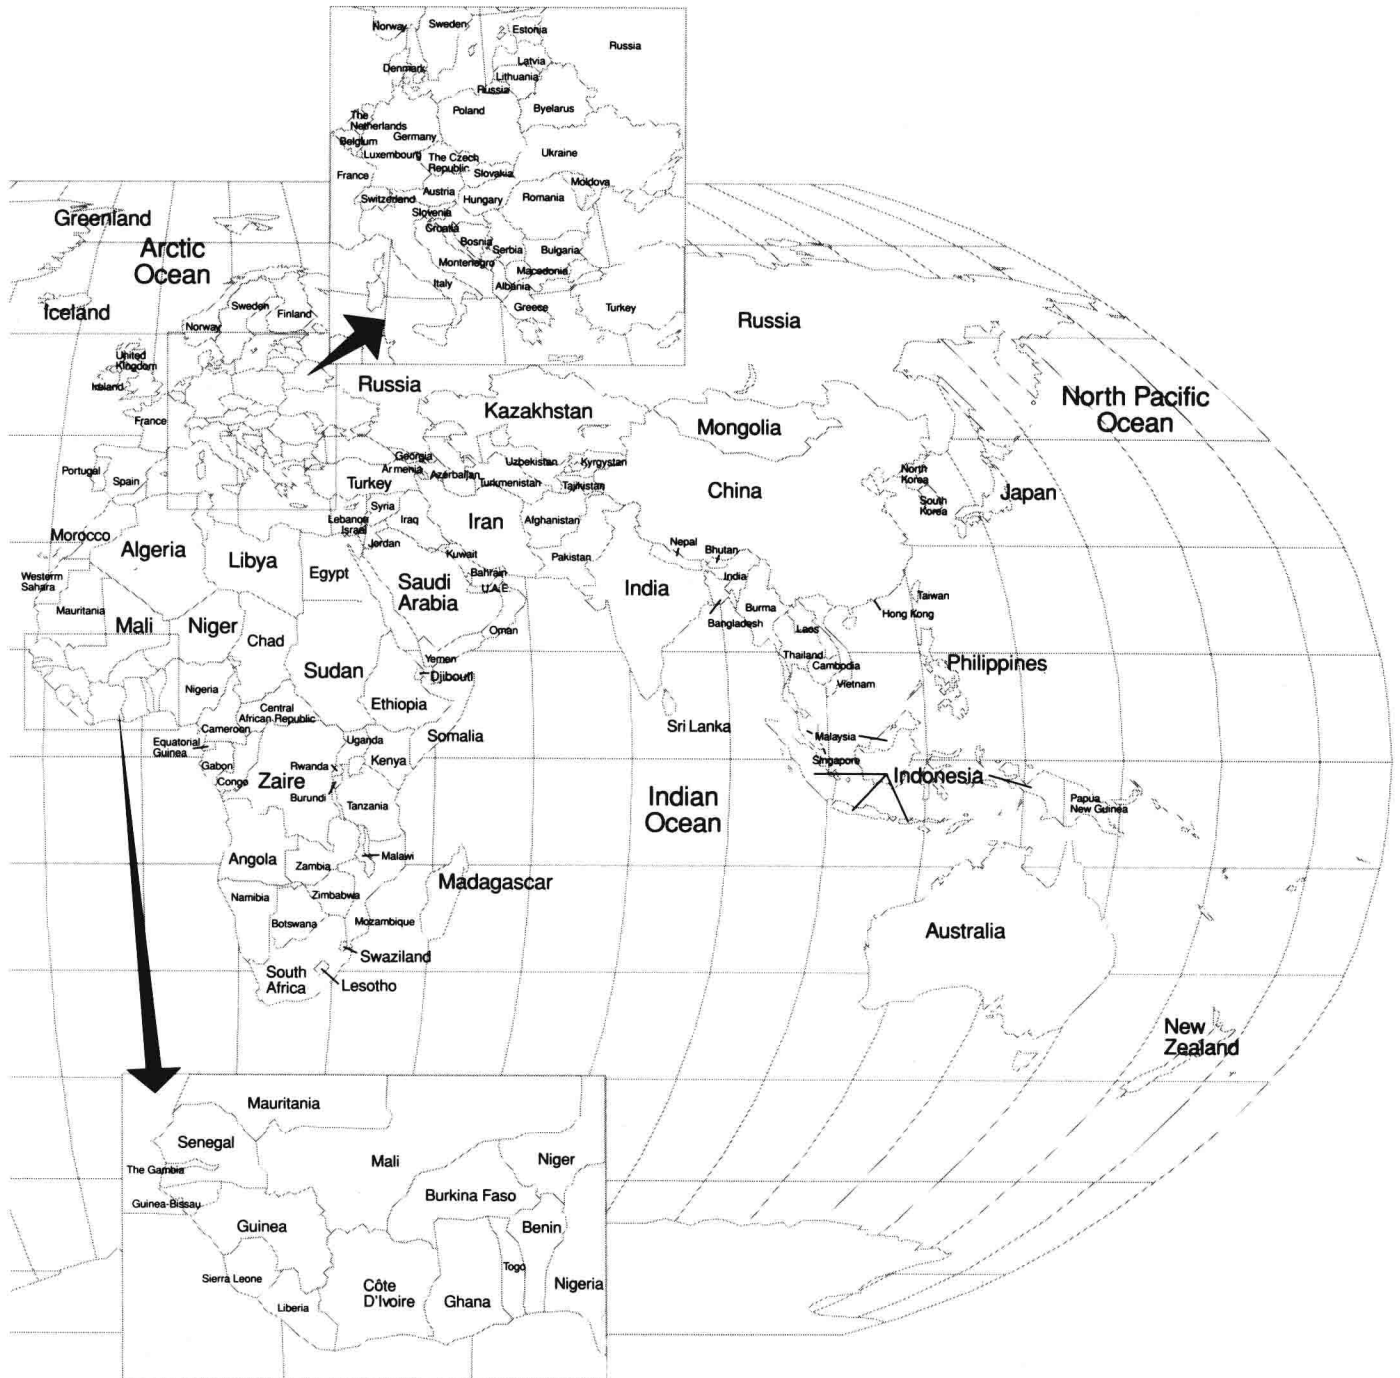 Norway
Sweden
Estonia
Russia
Latvia
Denmark
Lithuania
Russia
Poland
Byelarus
The
Netherlands
Germany
Belgium
Luxembourg
The Czech
Republic
Ukraine
Slovakia
France
Moldova
Austria
Switzerland
Hungary
Romania
Slovenia
Croatia
Bosnia
Serbia
Bulgaria
Montenegro
Macedonia
Italy
Albania
Greece
Turkey
Greenland
Arctic
Ocean
Iceland
Sweden
Finland
Norway
Russia
United
Kingdom
Ireland
Russia
France
Kazakhstan
Mongolia
North Pacific
Ocean
Georgia
Armenia
Azerbaijan
Uzbekistan
Kyrgystan
Turkmenistan
Tajikistan
Portugal
Spain
Turkey
China
North
Korea
South
Korea
Japan
Syria
Lebanon
Israel
Iraq
Iran
Afghanistan
Jordan
Morocco
Algeria
Libya
Egypt
Kuwait
Pakistan
Nepal
Bhutan
Bahrain
U.A.E
Saudi
Arabia
India
India
Western
Sahara
Mauritania
Mali
Niger
Chad
Burma
Bangladesh
Taiwan
Hong Kong
Oman
Laos
Sudan
Yemen
Djibouti
Thailand
Cambodia
Vietnam
Philippines
Nigeria
Ethiopia
Central
African Republic
Cameroon
Somalia
Sri Lanka
Equatorial
Guinea
Uganda
Kenya
Malaysia
Singapore
Gabon
Congo
Zaire
Rwanda
Burundi
Tanzania
Indonesia
Indian
Ocean
Papua
New Guinea
Angola
Zambia
Malawi
Madagascar
Namibia
Zimbabwa
Botswana
Mozambique
Australia
Swaziland
South
Africa
Lesotho
New
Zealand
Mauritania
Senegal
The Gambia
Mali
Niger
Guinea-Bissau
Burkina Faso
Guinea
Benin
Sierra Leone
Togo
Côte
D'Ivoire
Ghana
Nigeria
Liberia